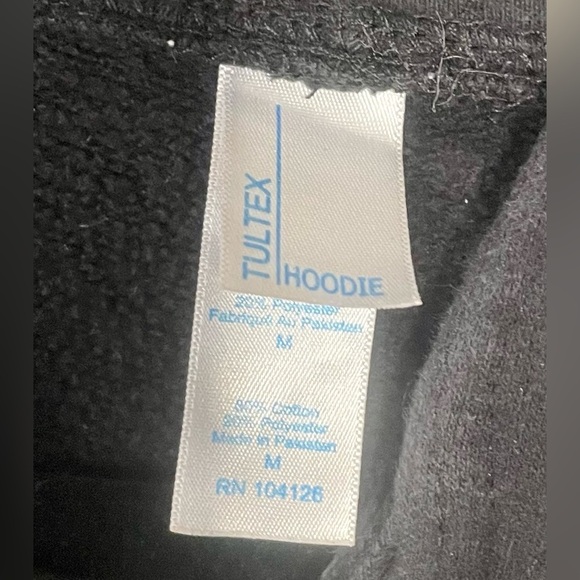 TULTEX
HOODIE
20% Polyester
Fabriqué Au Pakistan
M
80% Cotton
20% Polyester
Made in Pakistan
M
RN 104126